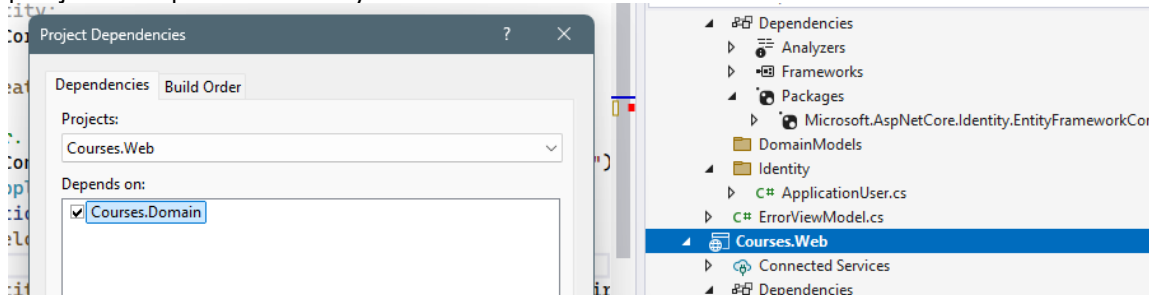 Project Dependencies ? ×
Dependencies Build Order
Projects:
Courses.Web
Depends on:
Courses.Domain
Dependencies
Analyzers
Frameworks
Packages
Microsoft.AspNetCore.Identity.EntityFrameworkCor
DomainModels
Identity
C# ApplicationUser.cs
C# ErrorViewModel.cs
Courses.Web
Connected Services
Dependencies